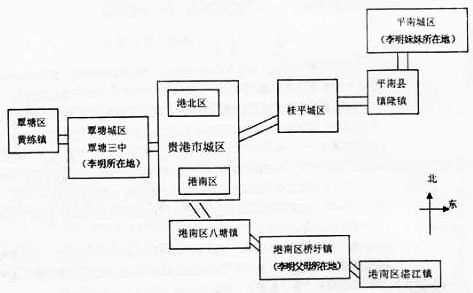 平南城区
(李明妹妹所在地)
平南县
镇隆镇
桂平城区
港北区
贵港市城区
港南区
覃塘区
黄练镇
覃塘城区
覃塘三中
(李明所在地)
北
东
港南区八塘镇
港南区桥圩镇
(李明父母所在地)
港南区湛江镇